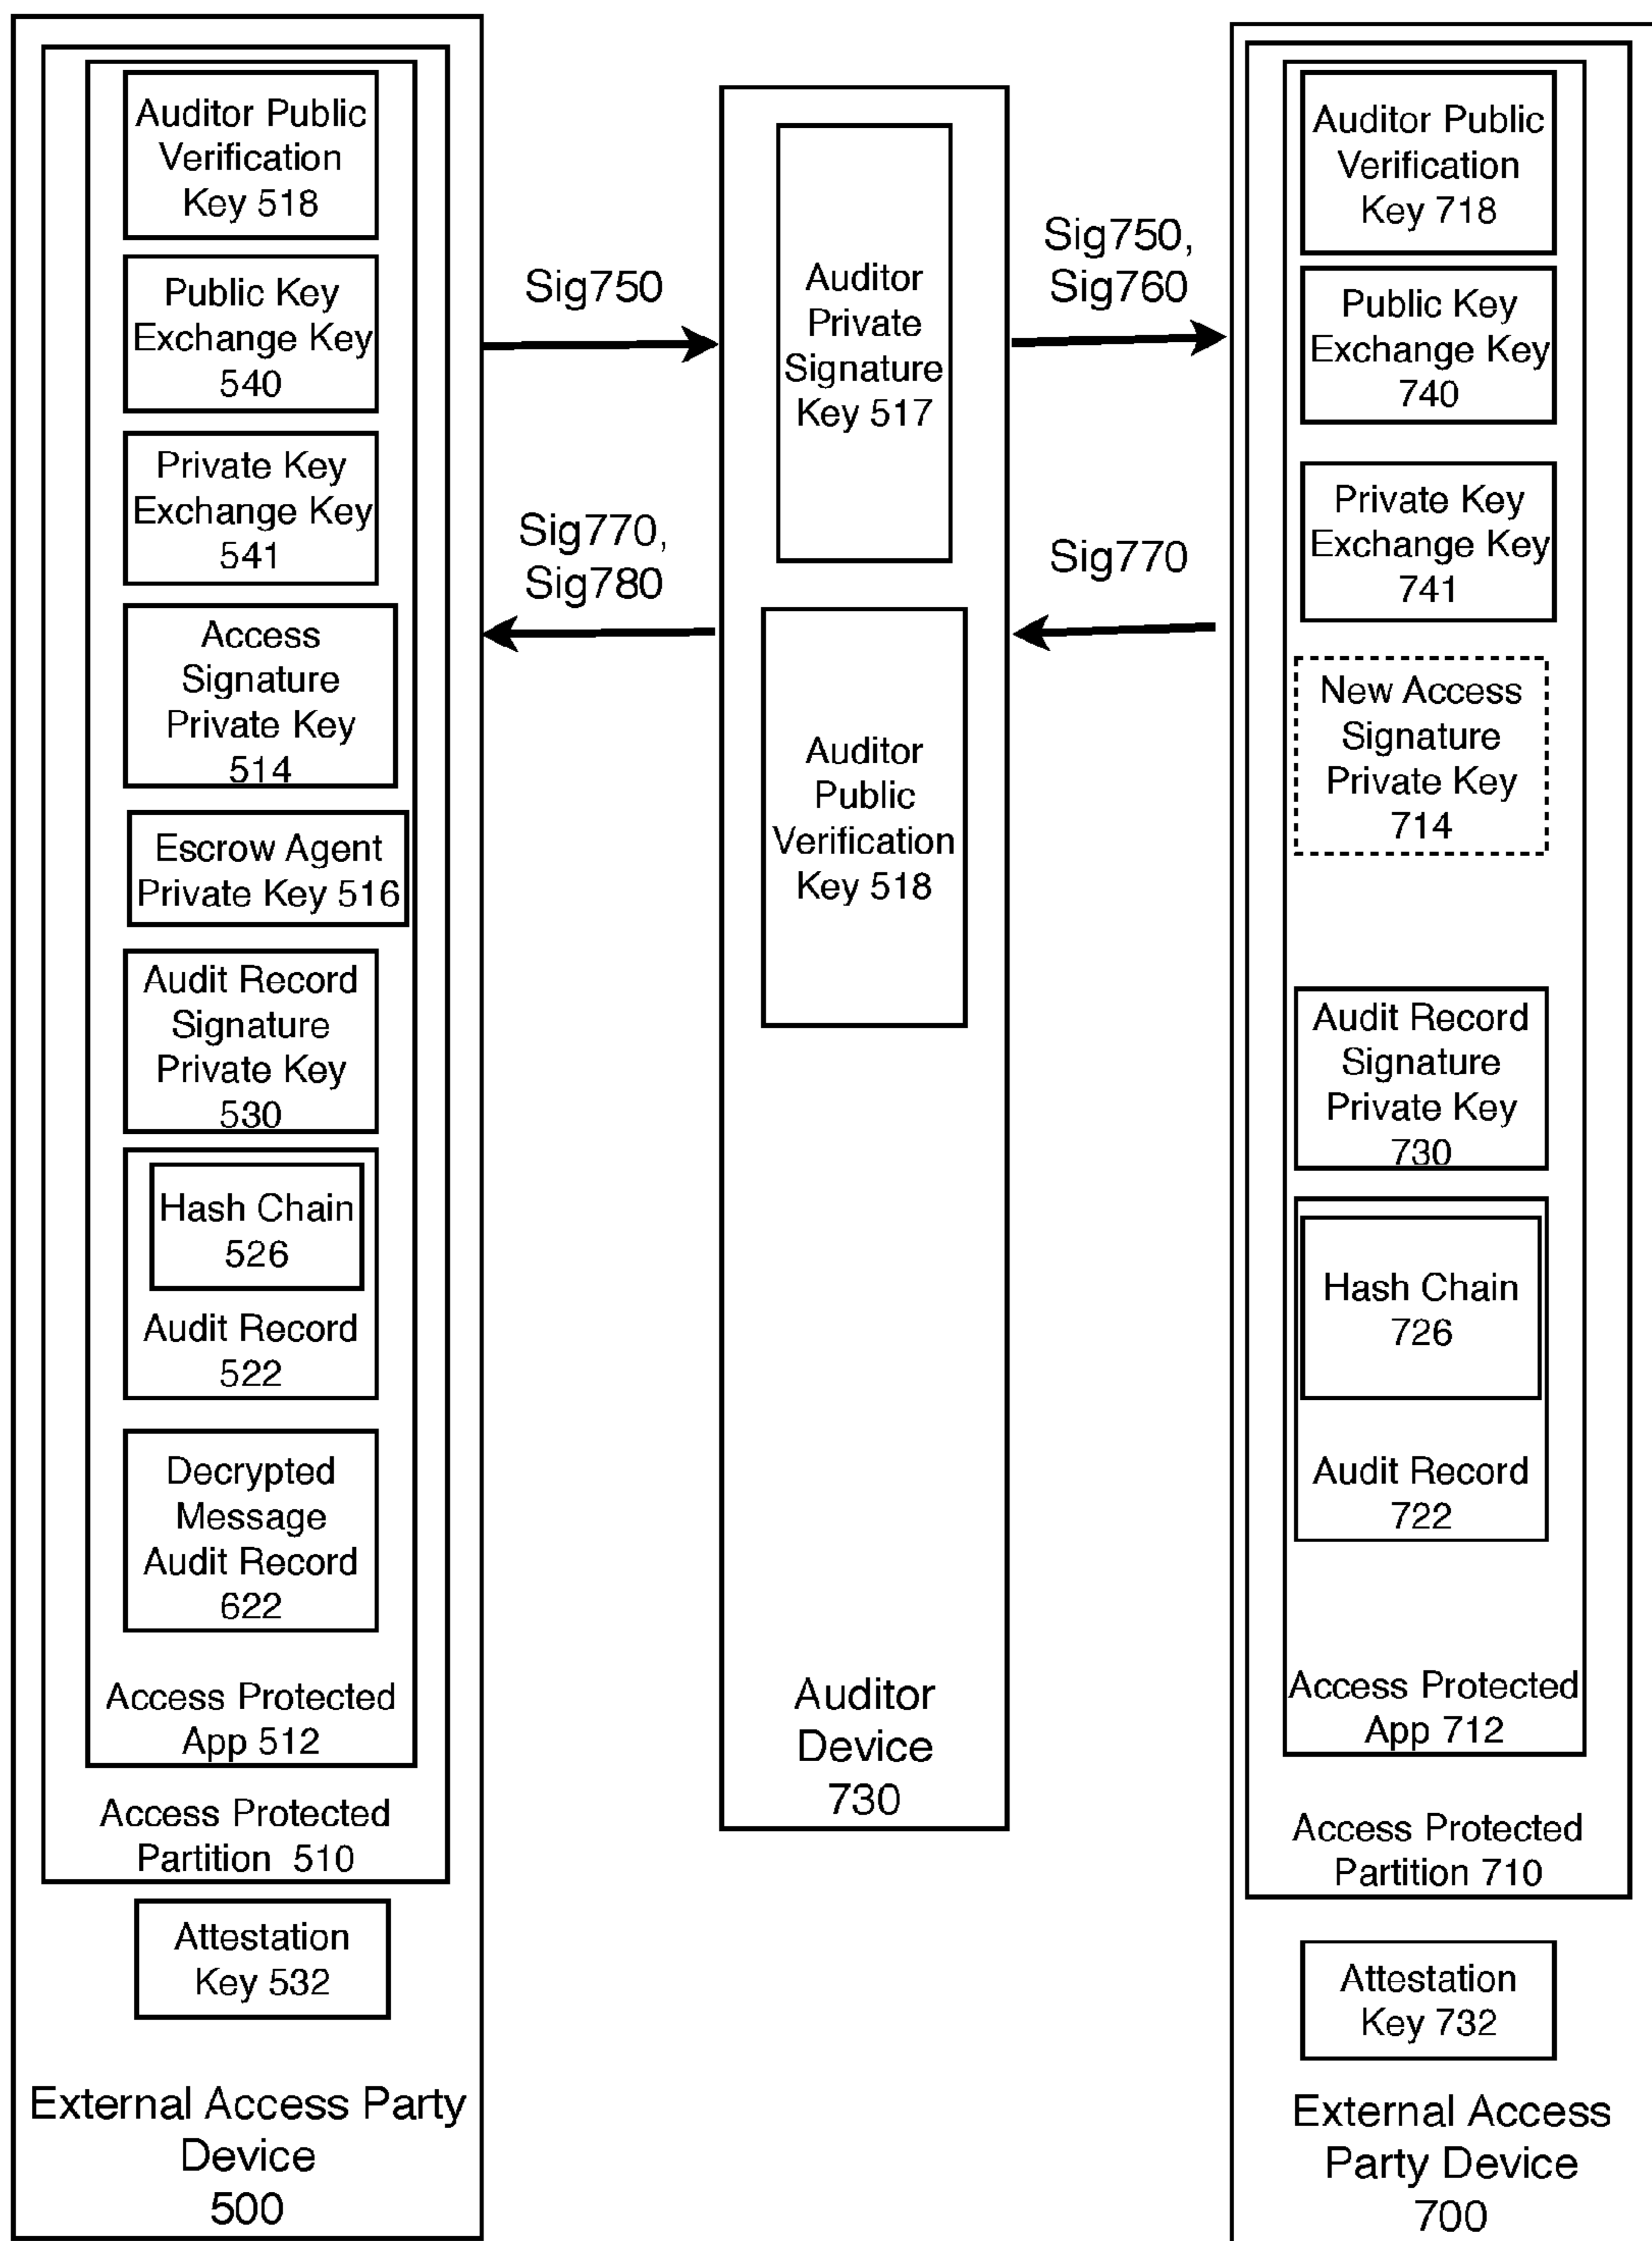 Auditor Public
Verification
Key 518
Public Key
Exchange Key
540
Private Key
Exchange Key
541
Access
Signature
Private Key
514
Escrow Agent
Private Key 516
Audit Record
Signature
Private Key
530
Hash Chain
526
Audit Record
522
Decrypted
Message
Audit Record
622
Access Protected
App 512
Access Protected
Partition 510
Attestation
Key 532
External Access Party
Device
500
Sig750
Sig770,
Sig780
Auditor
Private
Signature
Key 517
Auditor
Public
Verification
Key 518
Auditor
Device
730
Sig750,
Sig760
Sig770
Auditor Public
Verification
Key 718
Public Key
Exchange Key
740
Private Key
Exchange Key
741
New Access
Signature
Private Key
714
Audit Record
Signature
Private Key
730
Hash Chain
726
Audit Record
722
Access Protected
App 712
Access Protected
Partition 710
Attestation
Key 732
External Access
Party Device
700